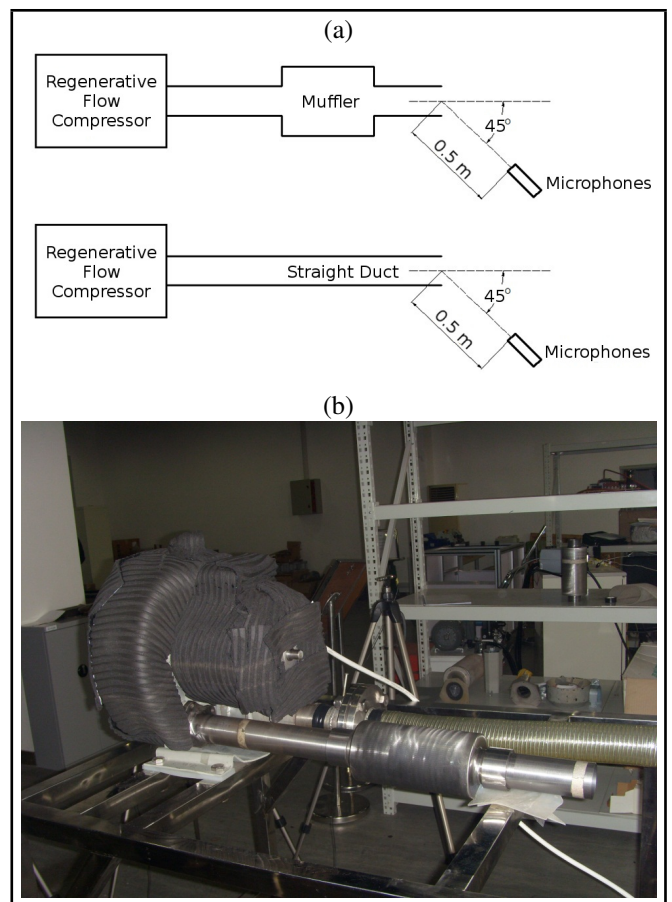 (a)
Regenerative
Flow
Compressor
Muffler
45°
0.5 m
Microphones
Regenerative
Flow
Compressor
Straight Duct
45°
0.5 m
Microphones
(b)